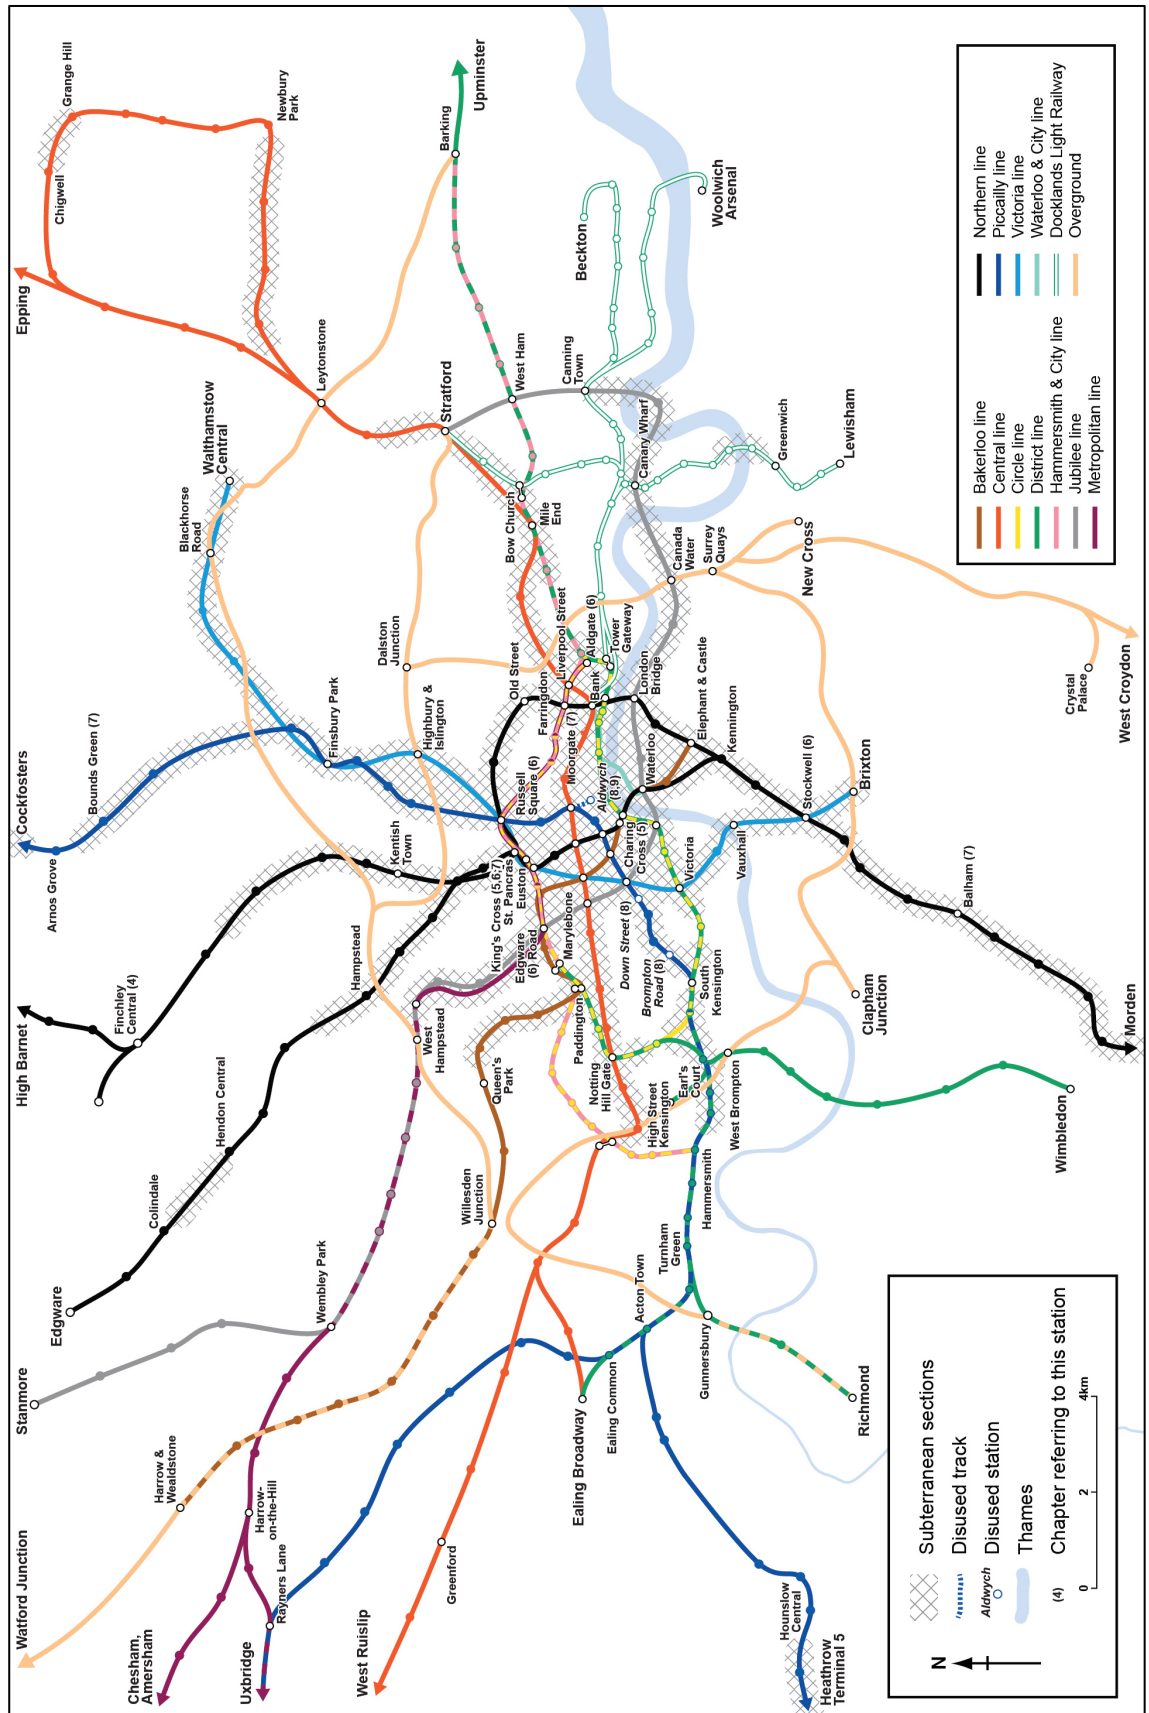 Watford Junction
Chesham,
Amersham
Uxbridge
West Ruislip
Harrow &
Wealdstone
Harrow-
on-the-Hill
Rayners Lane
Greenford
Stanmore
Edgware
High Barnet
Cockfosters
Epping
Colindale
Hendon Central
Wembley Park
Finchley
Central (4)
Arnos Grove
Bounds Green (7)
Hampstead
Kentish
Town
Finsbury Park
Highbury &
Islington
Dalston
Junction
Blackhorse
Road
Walthamstow
Central
Leytonstone
Chigwell
Grange Hill
Newbury
Park
Stratford
West Ham
Barking
Upminster
Willesden
Junction
Queen's
Park
West
Hampstead
Edgware
(6) Road
King's Cross (5,6,7)
St. Pancras
Euston
Marylebone
Russell
Square (6)
Old Street
Farringdon
Moorgate (7)
Liverpool Street
Aldgate (6)
Bank
Tower
Gateway
Bow Church
Mile
End
Canning
Town
Canary Wharf
Beckton
Woolwich
Arsenal
Greenwich
Lewisham
Ealing Broadway
Ealing Common
Acton Town
Turnham
Green
Gunnersbury
Hammersmith
Richmond
Paddington
Notting
Hill Gate
High Street
Kensington
Earl's
Court
West Brompton
Wimbledon
South
Kensington
Brompton
Road (8)
Down Street (8)
Victoria
Charing
Cross (5)
Aldwych
(8,9)
Waterloo
London
Bridge
Elephant & Castle
Kennington
Vauxhall
Stockwell (6)
Brixton
Clapham
Junction
Balham (7)
Morden
Canada
Water
Surrey
Quays
New Cross
Crystal
Palace
West Croydon
Hounslow
Central
Heathrow
Terminal 5
N
Subterranean sections
Disused track
Aldwych
Disused station
Thames
(4)
Chapter referring to this station
0
2
4km
Bakerloo line
Central line
Circle line
District line
Hammersmith & City line
Jubilee line
Metropolitan line
Northern line
Piccailly line
Victoria line
Waterloo & City line
Docklands Light Railway
Overground